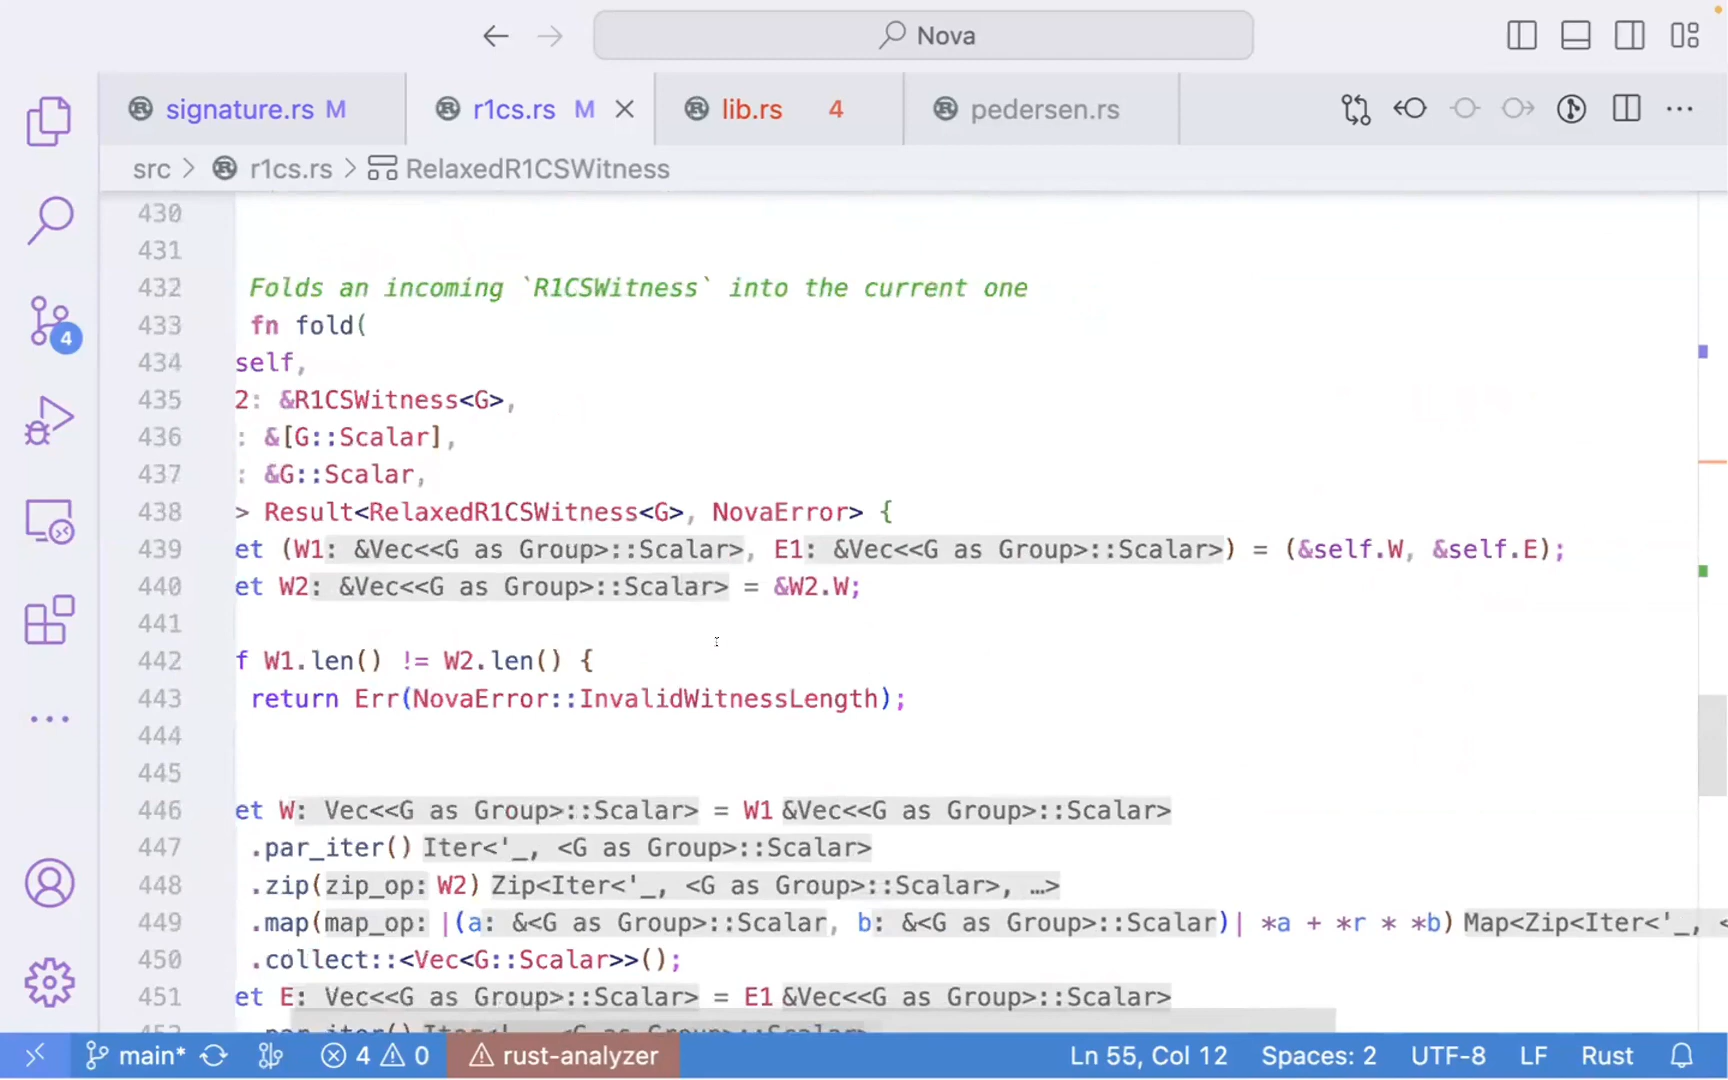 Nova
signature.rs M
r1cs.rs M
lib.rs 4
pedersen.rs
src > r1cs.rs > RelaxedR1CSWitness
430
431
432 Folds an incoming `R1CSWitness` into the current one
433 fn fold(
434 self,
435 2: &R1CSWitness<G>,
436 : &[G::Scalar],
437 : &G::Scalar,
438 > Result<RelaxedR1CSWitness<G>, NovaError> {
439 et (W1: &Vec<<G as Group>::Scalar>, E1: &Vec<<G as Group>::Scalar>) = (&self.W, &self.E);
440 et W2: &Vec<<G as Group>::Scalar> = &W2.W;
441
442 f W1.len() != W2.len() {
443 return Err(NovaError::InvalidWitnessLength);
444
445
446 et W: Vec<<G as Group>::Scalar> = W1 &Vec<<G as Group>::Scalar>
447 .par_iter() Iter<'_, <G as Group>::Scalar>
448 .zip(zip_op: W2) Zip<Iter<'_, <G as Group>::Scalar>, …>
449 .map(map_op: |(a: &<G as Group>::Scalar, b: &<G as Group>::Scalar)| *a + *r * *b) Map<Zip<Iter<'_, <
450 .collect::<Vec<G::Scalar>>();
451 et E: Vec<<G as Group>::Scalar> = E1 &Vec<<G as Group>::Scalar>
452 .par_iter() Iter<'_, <G as Group>::Scalar>
4
main* 4 0 rust-analyzer Ln 55, Col 12 Spaces: 2 UTF-8 LF Rust